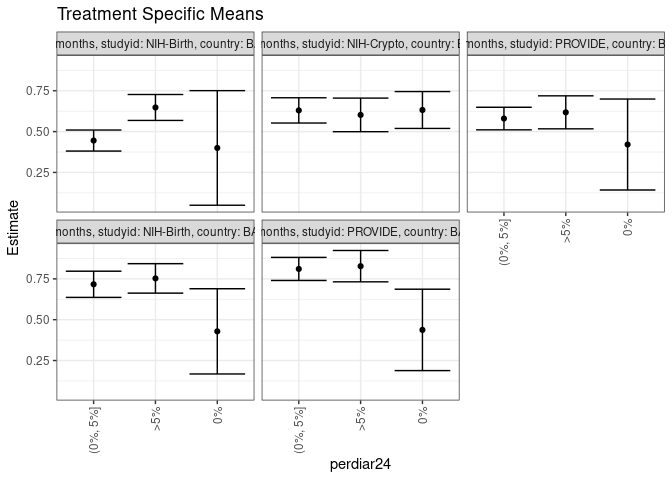 Treatment Specific Means
months, studyid: NIH-Birth, country: BA
months, studyid: NIH-Crypto, country: B
months, studyid: PROVIDE, country: B
0.75
0.50
0.25
(0%, 5%]
>5%
0%
months, studyid: NIH-Birth, country: BA
months, studyid: PROVIDE, country: BA
0.75
0.50
0.25
(0%, 5%]
>5%
0%
(0%, 5%]
>5%
0%
Estimate
perdiar24